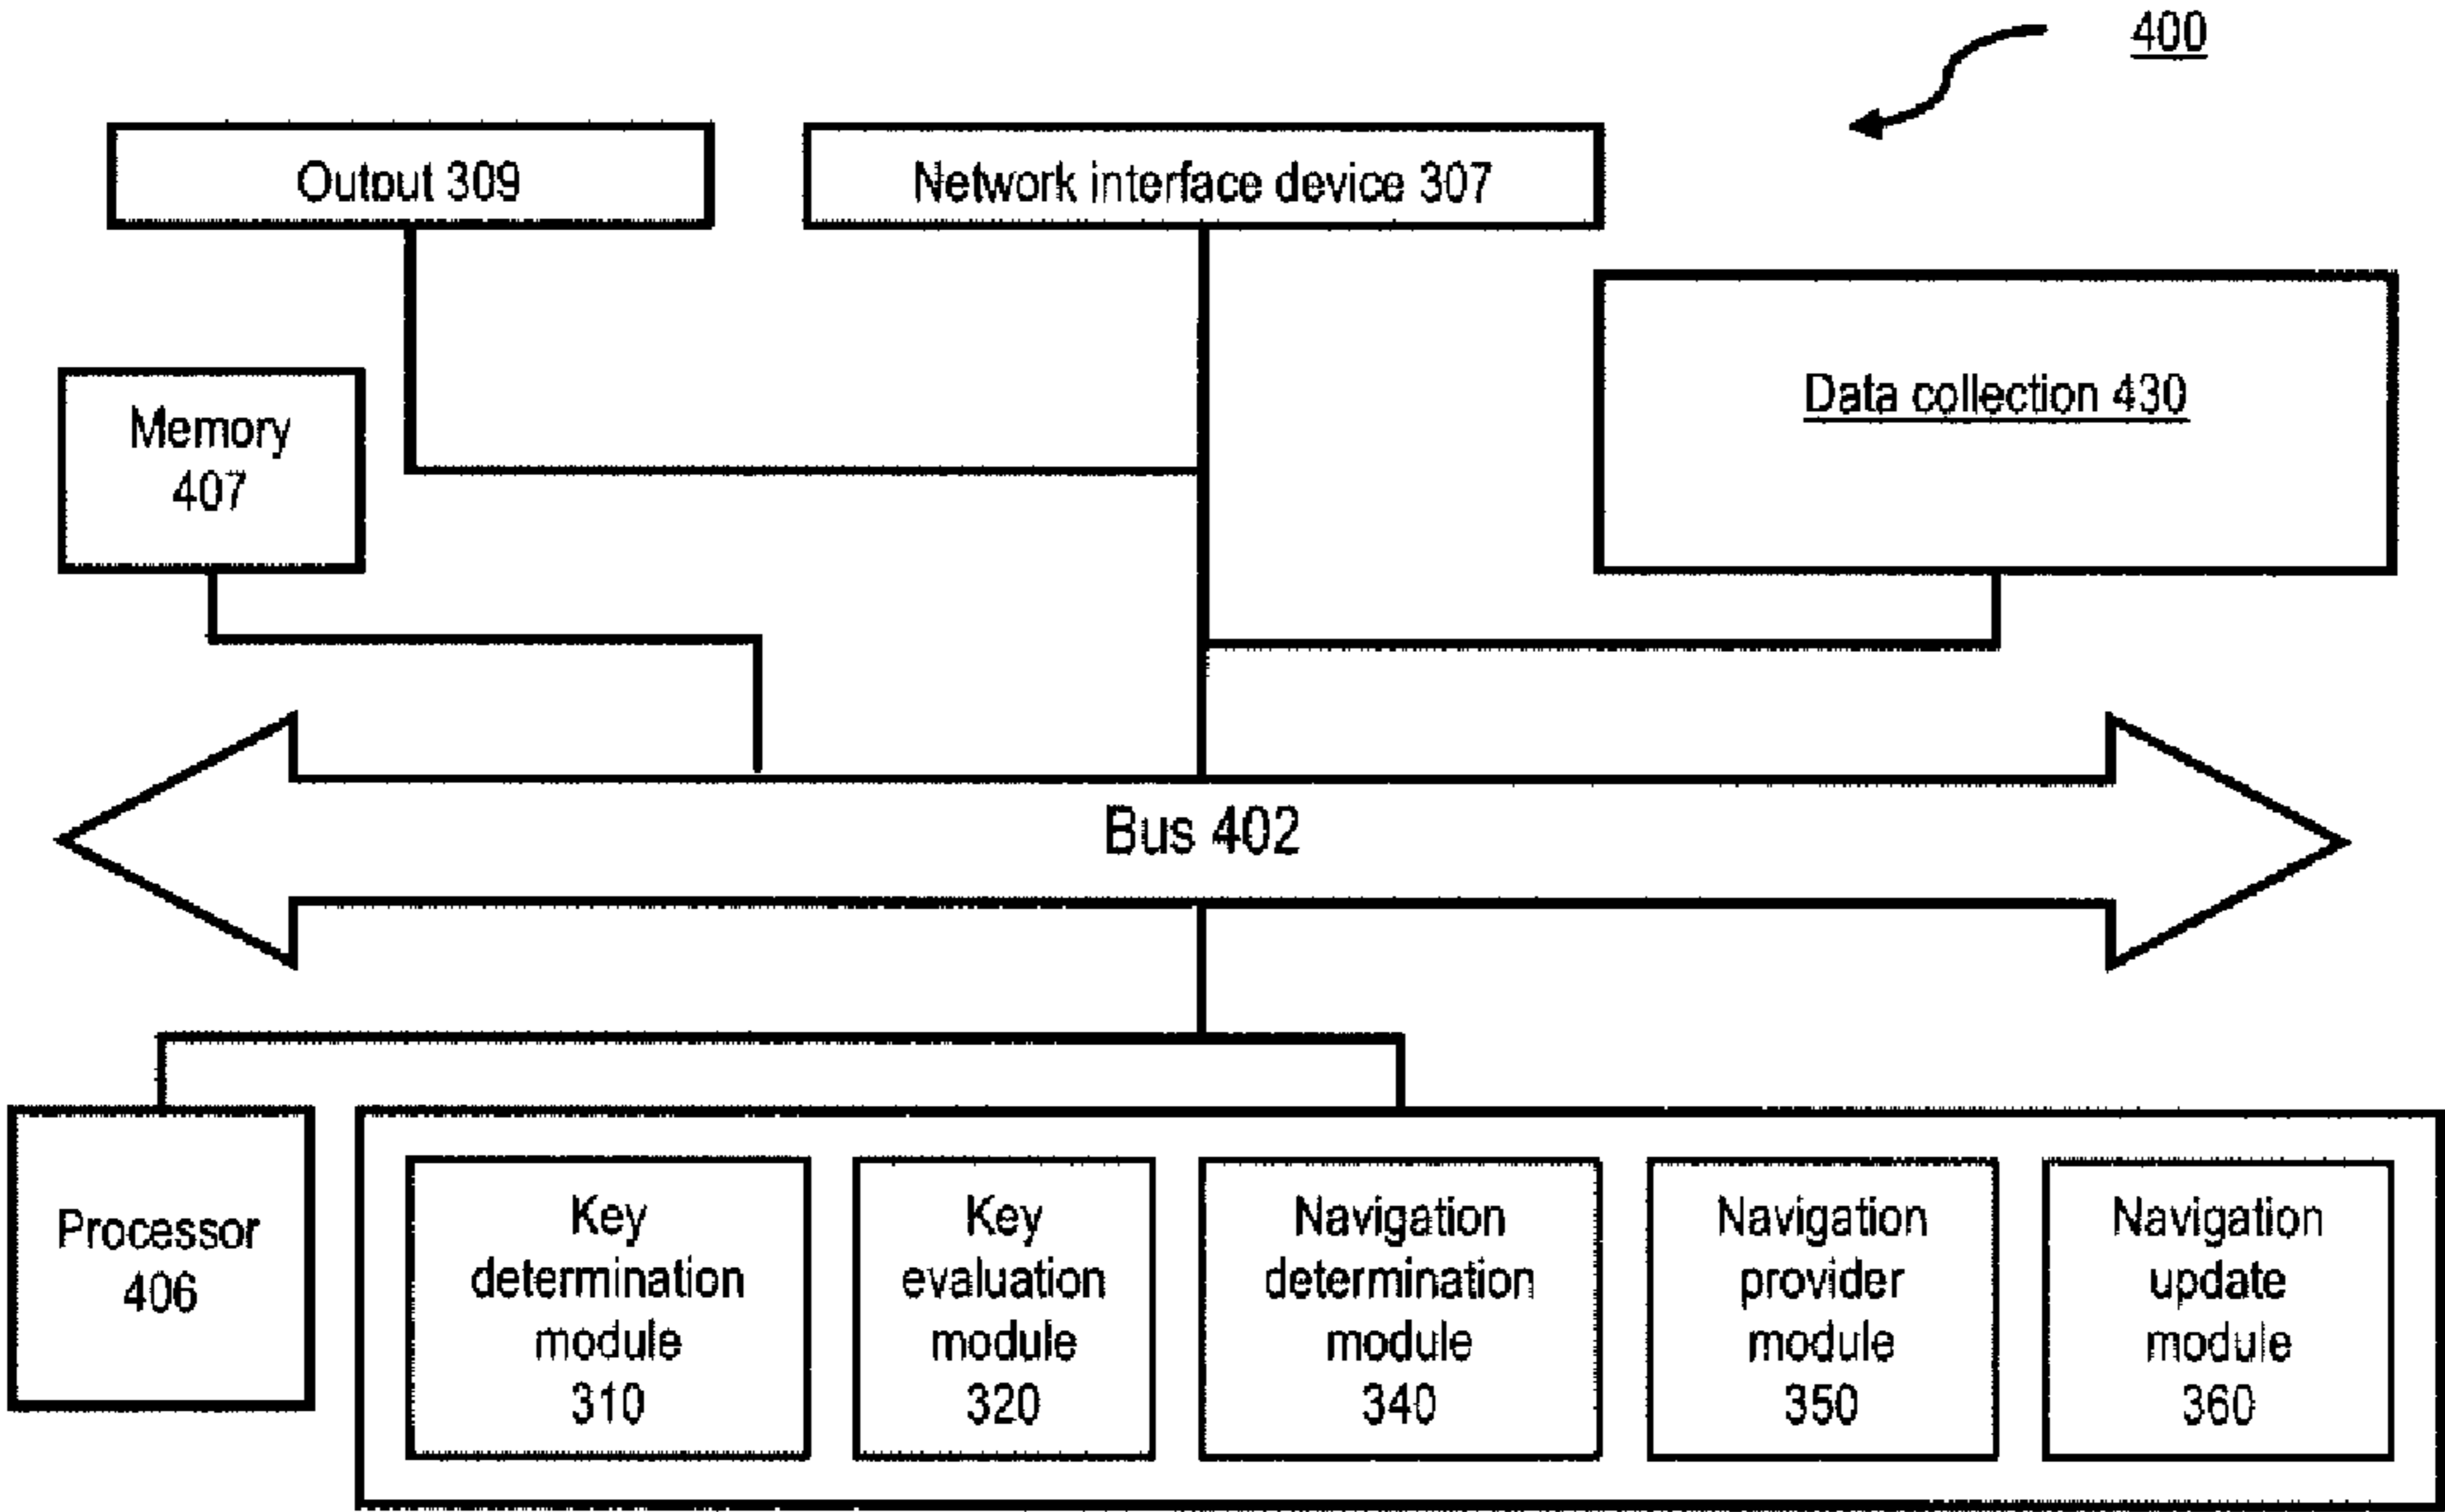 400
Output 309
Network interface device 307
Data collection 430
Memory
407
Bus 402
Processor
406
Key
determination
module
310
Key
evaluation
module
320
Navigation
determination
module
340
Navigation
provider
module
350
Navigation
update
module
360